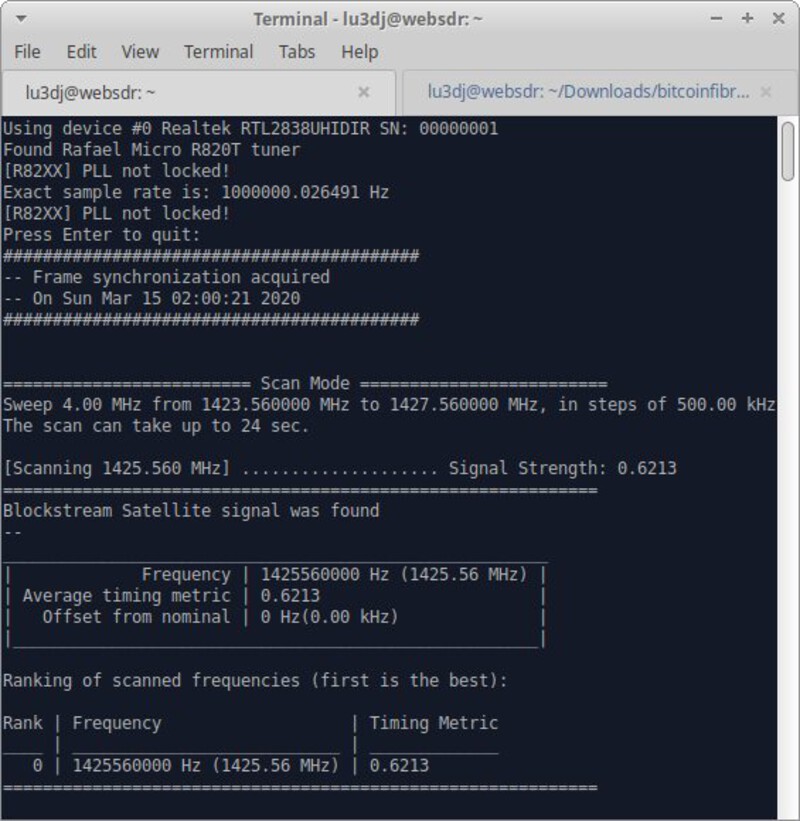 Terminal - lu3dj@websdr: ~
File Edit View Terminal Tabs Help
lu3dj@websdr: ~
lu3dj@websdr: ~/Downloads/bitcoinfibr...
Using device #0 Realtek RTL2838UHIDIR SN: 00000001
Found Rafael Micro R820T tuner
[R82XX] PLL not locked!
Exact sample rate is: 1000000.026491 Hz
[R82XX] PLL not locked!
Press Enter to quit:
##########################################
-- Frame synchronization acquired
-- On Sun Mar 15 02:00:21 2020
##########################################
========================= Scan Mode =========================
Sweep 4.00 MHz from 1423.560000 MHz to 1427.560000 MHz, in steps of 500.00 kHz
The scan can take up to 24 sec.
[Scanning 1425.560 MHz] .................... Signal Strength: 0.6213
============================================================
Blockstream Satellite signal was found
--
_______________________________________________________
| Frequency | 1425560000 Hz (1425.56 MHz) |
| Average timing metric | 0.6213 |
| Offset from nominal | 0 Hz(0.00 kHz) |
|_____________________________________________________|
Ranking of scanned frequencies (first is the best):
Rank | Frequency | Timing Metric
____ | ___________________________ | _____________
0 | 1425560000 Hz (1425.56 MHz) | 0.6213
============================================================